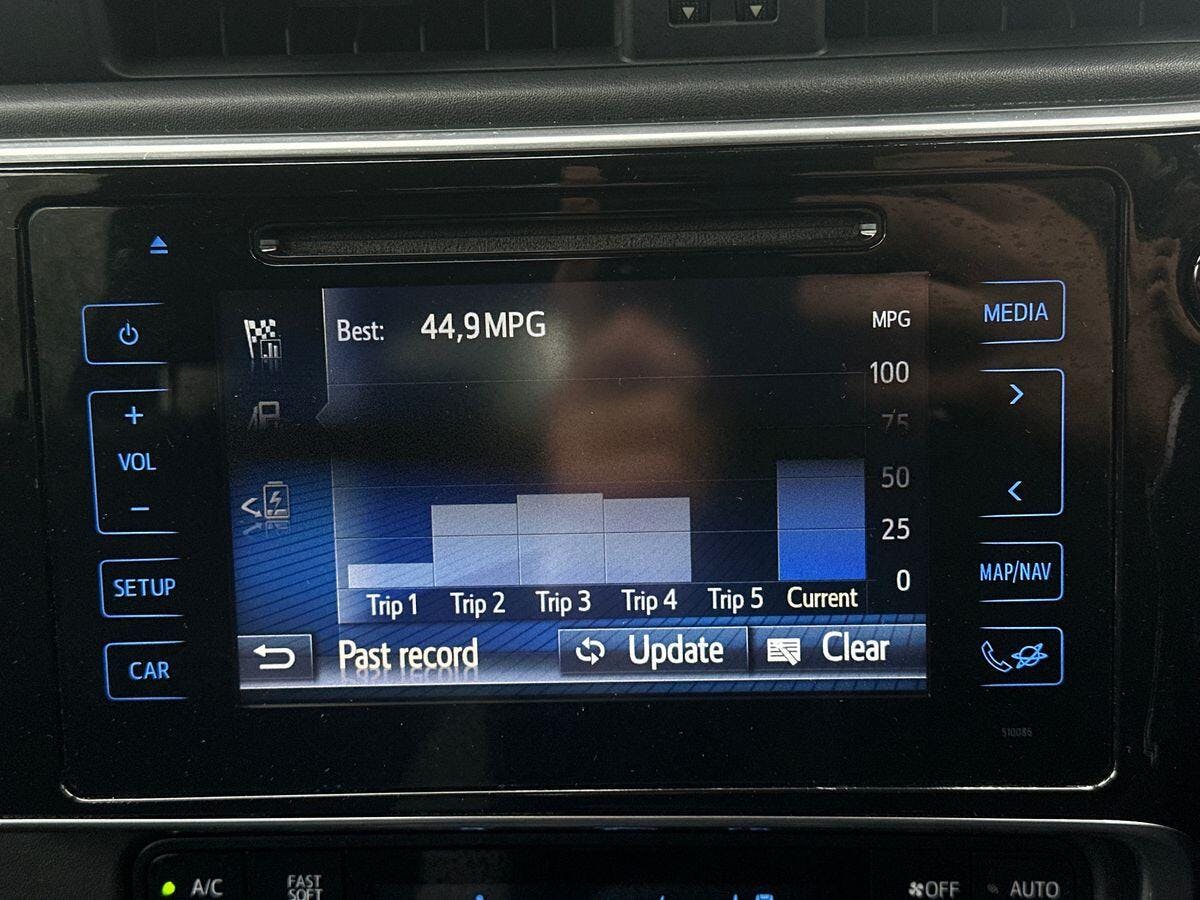 Best: 44,9MPG
MPG
100
75
50
25
0
Trip 1 Trip 2 Trip 3 Trip 4 Trip 5 Current
Past record Update Clear
VOL
SETUP
CAR
MEDIA
MAP/NAV
510086
A/C
FAST
SOFT
OFF
AUTO